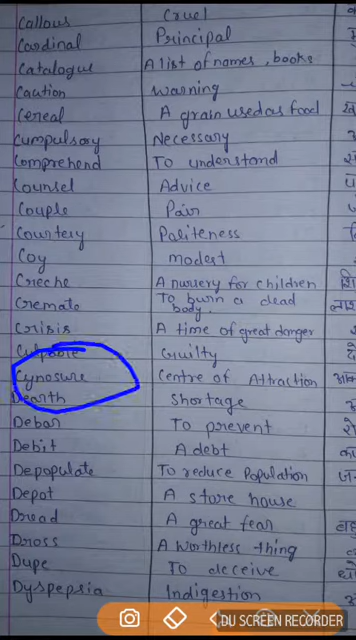 Callous Cruel
Cardinal Principal
Catalogue A list of names, books
Caution Warning
Cereal A grain used as food
Cumpulsory Necessary
Comprehend To understand
Counsel Advice
Couple Pair
Courtery Paliteness
Coy modest
Creche A nursery for children
Cremate To burn a dead body.
Crisis A time of great danger
Culpable Guilty
Cynosure Centre of Attraction
Dearth Shortage
Debar To prevent
Debit A debt
Depopulate To reduce Population
Depot A store house
Dread A great fear
Dross A worthless thing
Dupe To deceive
Dyspepsia Indigestion
DU SCREEN RECORDER